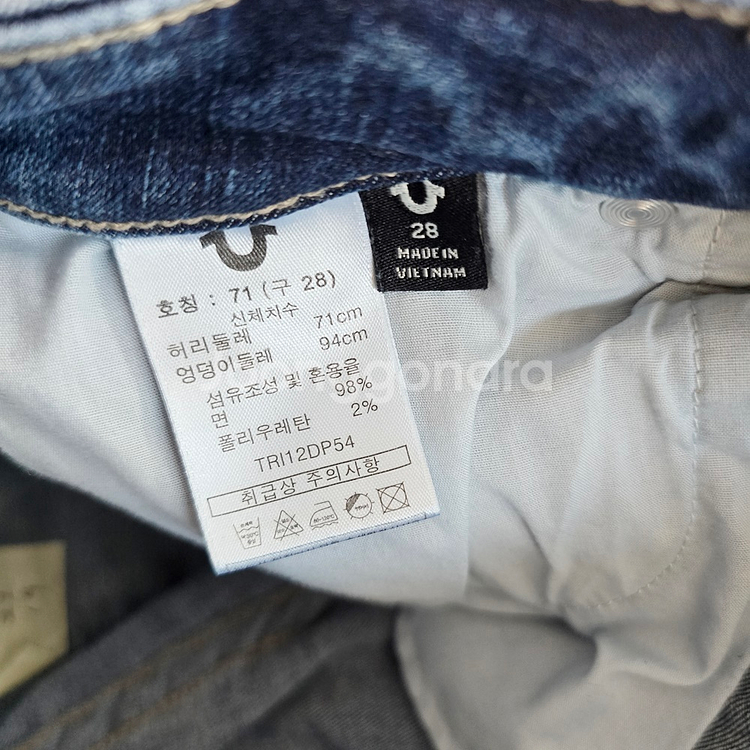 28
MADE IN
VIETNAM
호칭 : 71 (구 28)
신체치수
허리둘레 71cm
엉덩이둘레 94cm
섬유조성 및 혼용율
면 98%
폴리우레탄 2%
TRI12DP54
취급상 주의사항